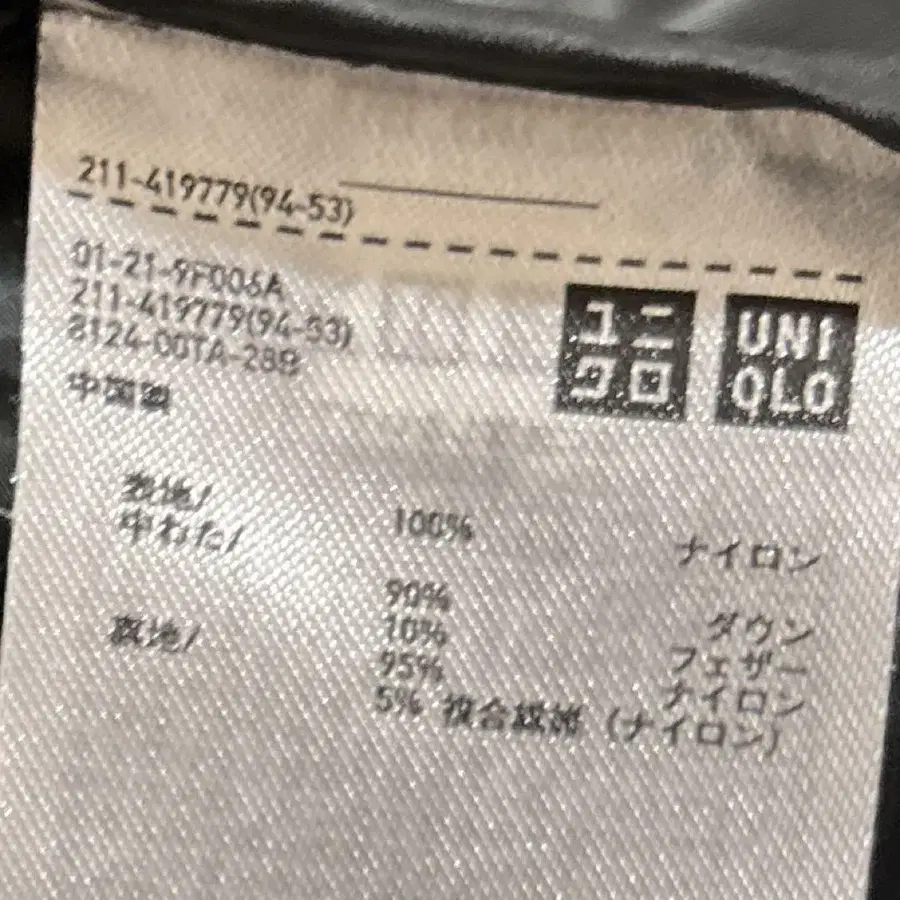 211-419779(94-53)
01-21-9F006A
211-419779(94-53)
8124-00TA-28B
ユニ
クロ
UNI
QLO
中国製
表地/ 100% ナイロン
中わた/
90% ダウン
10% フェザー
裏地/ 95% ナイロン
5% 複合繊維 (ナイロン)